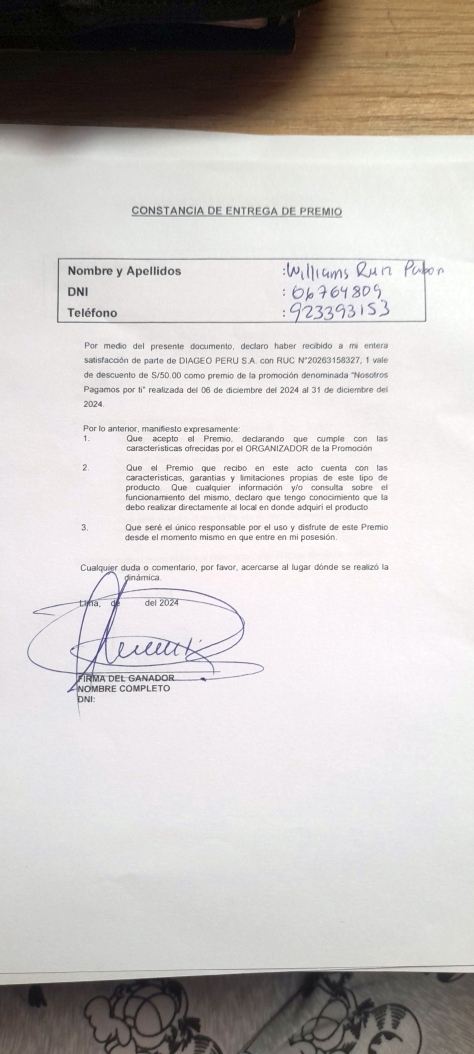 CONSTANCIA DE ENTREGA DE PREMIO
Nombre y Apellidos :Williams Ruiz Pabon
DNI : 06764809
Teléfono : 923393153
Por medio del presente documento, declaro haber recibido a mi entera
satisfacción de parte de DIAGEO PERU S.A. con RUC N°20263158327, 1 vale
de descuento de S/50.00 como premio de la promoción denominada "Nosotros
Pagamos por ti" realizada del 06 de diciembre del 2024 al 31 de diciembre del
2024.
Por lo anterior, manifiesto expresamente:
1. Que acepto el Premio, declarando que cumple con las
características ofrecidas por el ORGANIZADOR de la Promoción
2. Que el Premio que recibo en este acto cuenta con las
características, garantías y limitaciones propias de este tipo de
producto. Que cualquier información y/o consulta sobre el
funcionamiento del mismo, declaro que tengo conocimiento que la
debo realizar directamente al local en donde adquirí el producto
3. Que seré el único responsable por el uso y disfrute de este Premio
desde el momento mismo en que entre en mi posesión.
Cualquier duda o comentario, por favor, acercarse al lugar dónde se realizó la
dinámica.
Lima, de del 2024
FIRMA DEL GANADOR
NOMBRE COMPLETO
DNI: